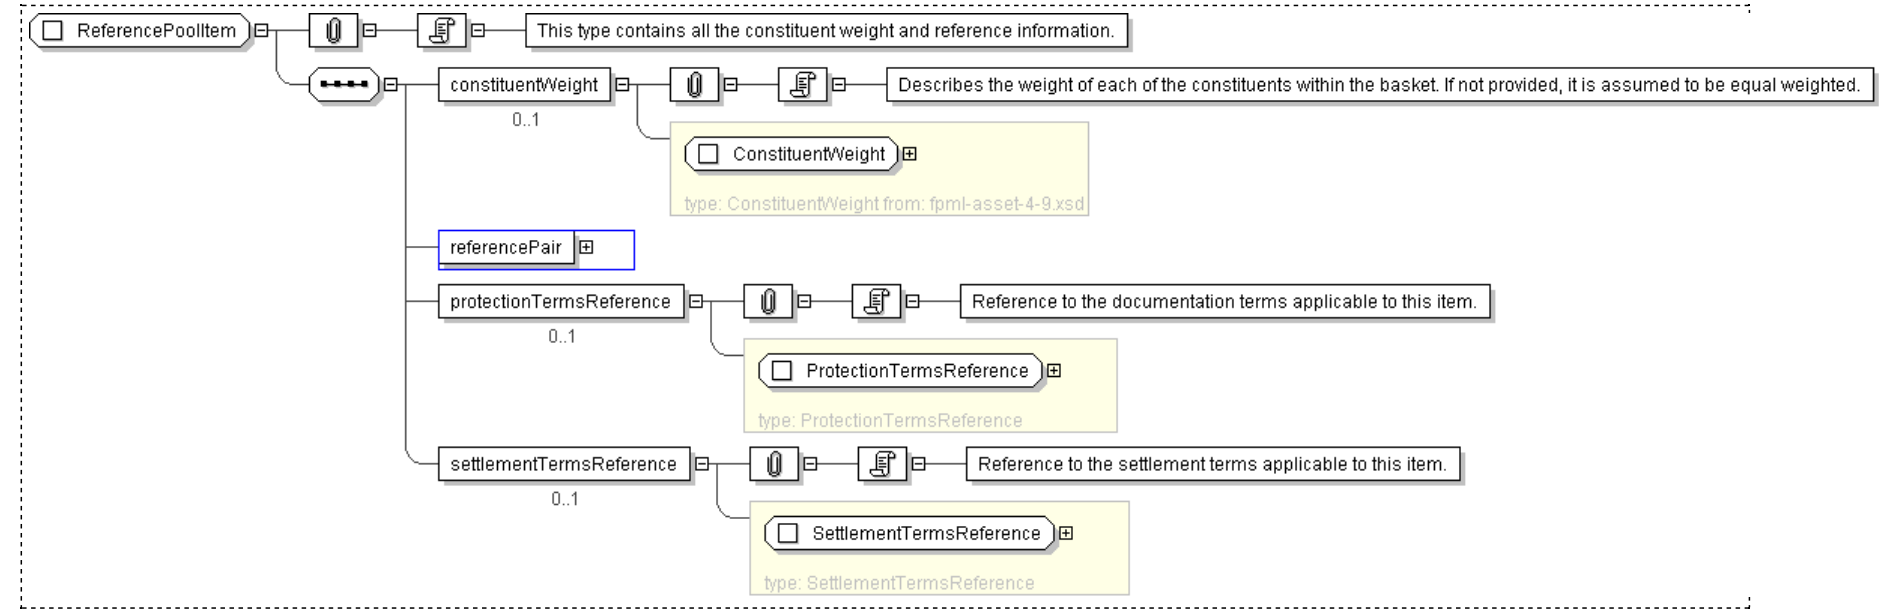 ReferencePoolItem
This type contains all the constituent weight and reference information.
constituentWeight
Describes the weight of each of the constituents within the basket. If not provided, it is assumed to be equal weighted.
0..1
ConstituentWeight
type: ConstituentWeight from: fpml-asset-4-9.xsd
referencePair
protectionTermsReference
Reference to the documentation terms applicable to this item.
0..1
ProtectionTermsReference
type: ProtectionTermsReference
settlementTermsReference
Reference to the settlement terms applicable to this item.
0..1
SettlementTermsReference
type: SettlementTermsReference